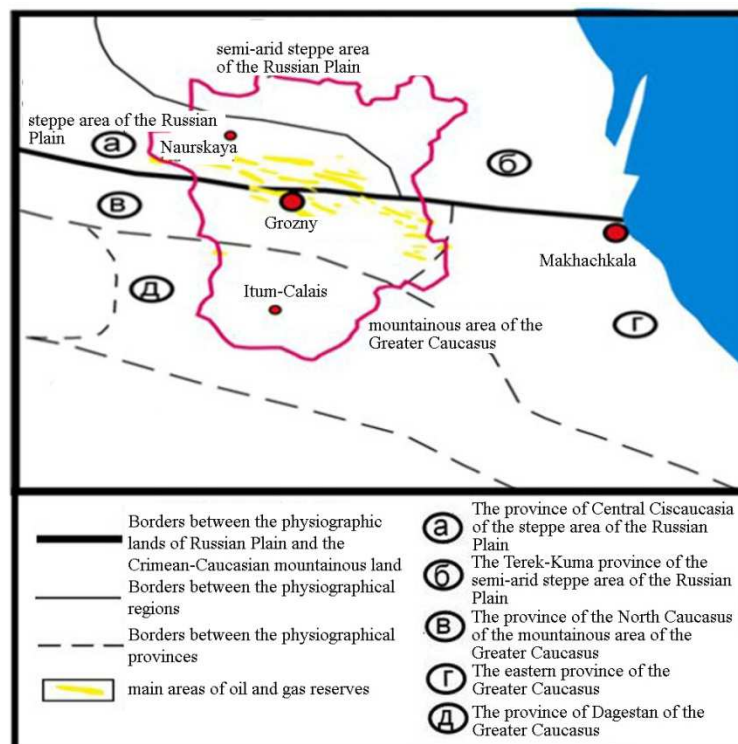 semi-arid steppe area
of the Russian Plain
steppe area of the Russian
Plain
а
Naurskaya
б
в
Grozny
Makhachkala
д
Itum-Calais
г
mountainous area of the
Greater Caucasus
Borders between the physiographic
lands of Russian Plain and the
Crimean-Caucasian mountainous land
Borders between the physiographical
regions
Borders between the physiographical
provinces
main areas of oil and gas reserves
а
The province of Central Ciscaucasia
of the steppe area of the Russian
Plain
б
The Terek-Kuma province of the
semi-arid steppe area of the Russian
Plain
в
The province of the North Caucasus
of the mountainous area of the
Greater Caucasus
г
The eastern province of the
Greater Caucasus
д
The province of Dagestan of the
Greater Caucasus